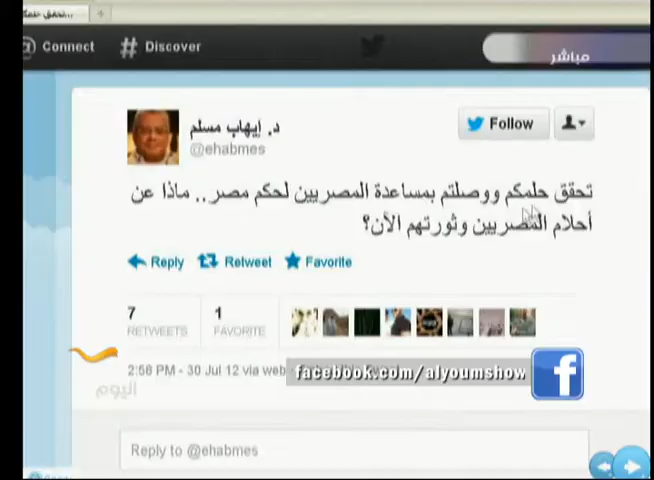 تحقق حلمك...
Connect
Discover
مباشر
د. إيهاب مسلم
@ehabmes
Follow
تحقق حلمكم ووصلتم بمساعدة المصريين لحكم مصر.. ماذا عن
أحلام المصريين وثورتهم الآن؟
Reply Retweet Favorite
7 1
RETWEETS FAVORITE
2:58 PM - 30 Jul 12 via web
facebook.com/alyoumshow
اليوم
Reply to @ehabmes